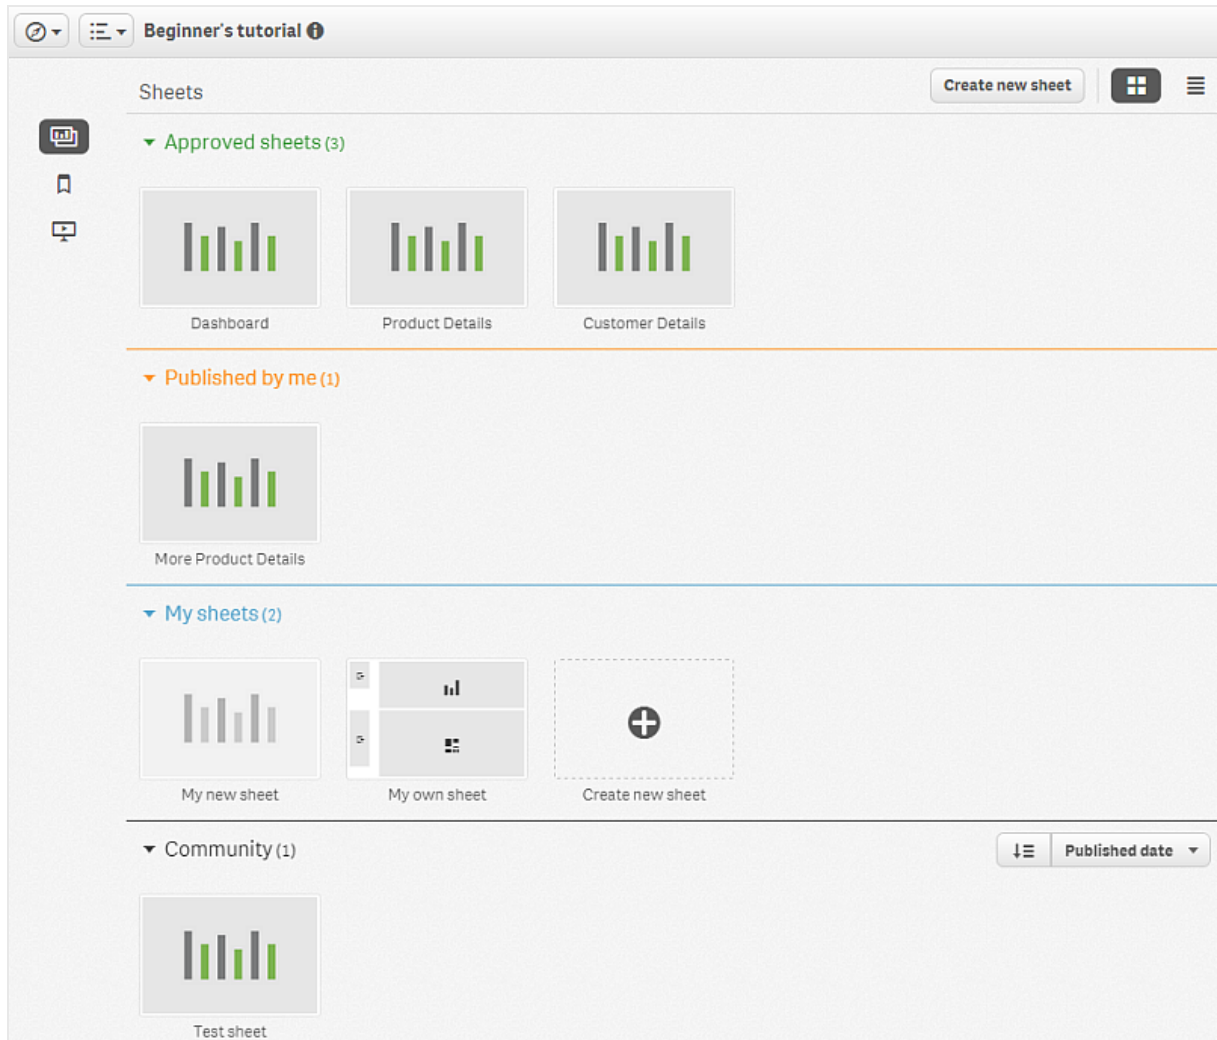 Beginner's tutorial
Sheets
Create new sheet
Approved sheets (3)
Dashboard
Product Details
Customer Details
Published by me (1)
More Product Details
My sheets (2)
My new sheet
My own sheet
Create new sheet
Community (1)
Published date
Test sheet